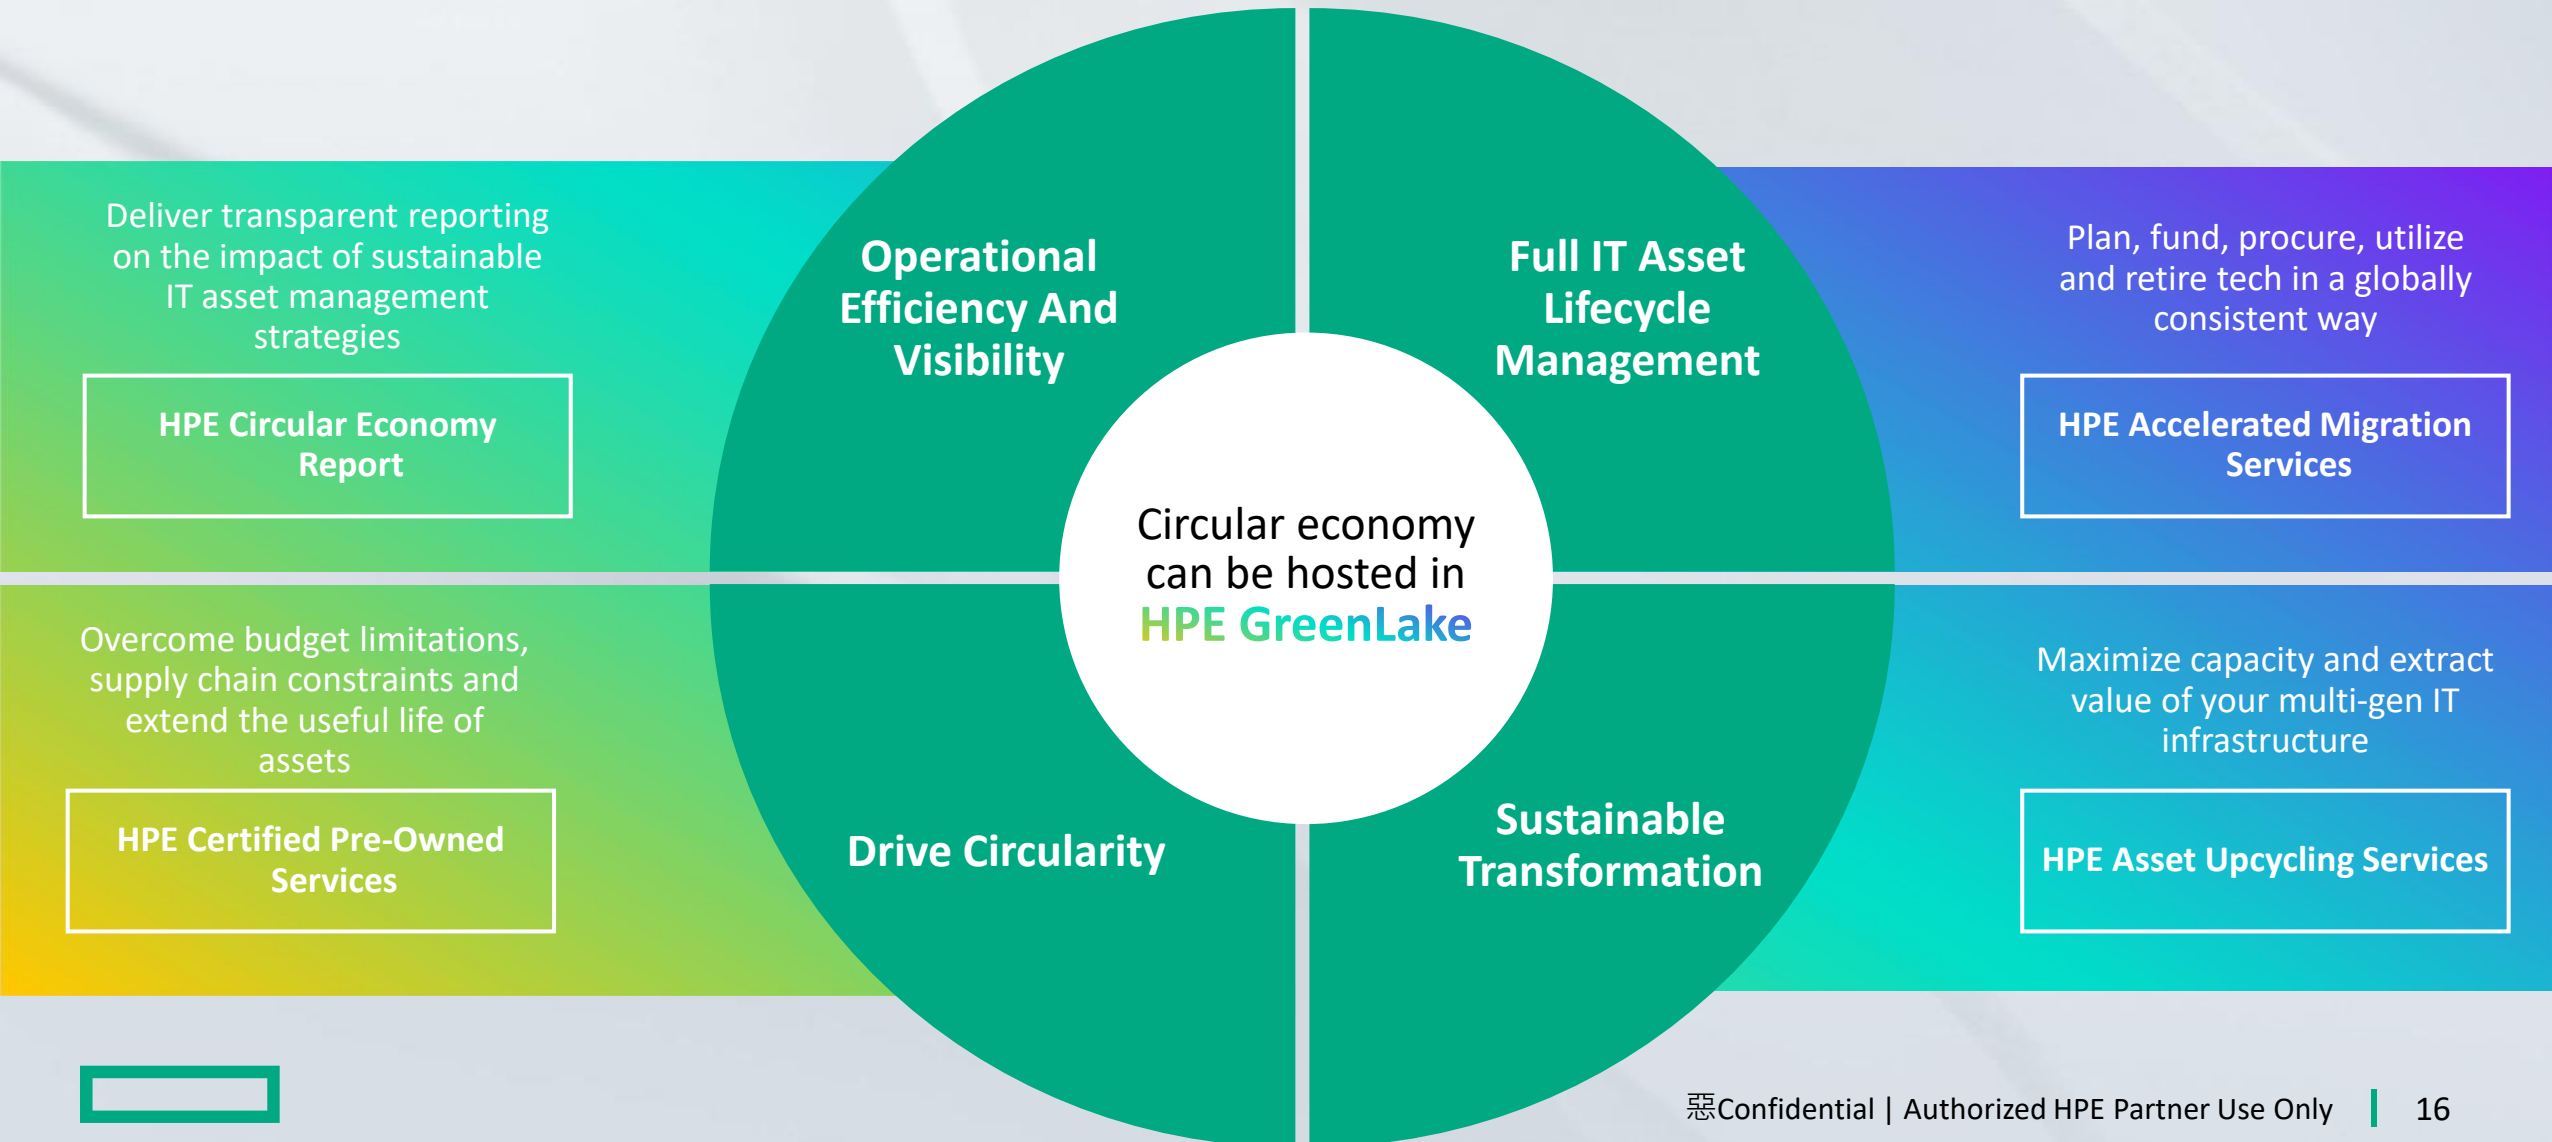 Deliver transparent reporting
on the impact of sustainable
IT asset management
strategies
HPE Circular Economy
Report
Operational
Efficiency And
Visibility
Full IT Asset
Lifecycle
Management
Plan, fund, procure, utilize
and retire tech in a globally
consistent way
HPE Accelerated Migration
Services
Circular economy
can be hosted in
HPE GreenLake
Overcome budget limitations,
supply chain constraints and
extend the useful life of
assets
HPE Certified Pre-Owned
Services
Drive Circularity
Sustainable
Transformation
Maximize capacity and extract
value of your multi-gen IT
infrastructure
HPE Asset Upcycling Services
惡Confidential | Authorized HPE Partner Use Only
16